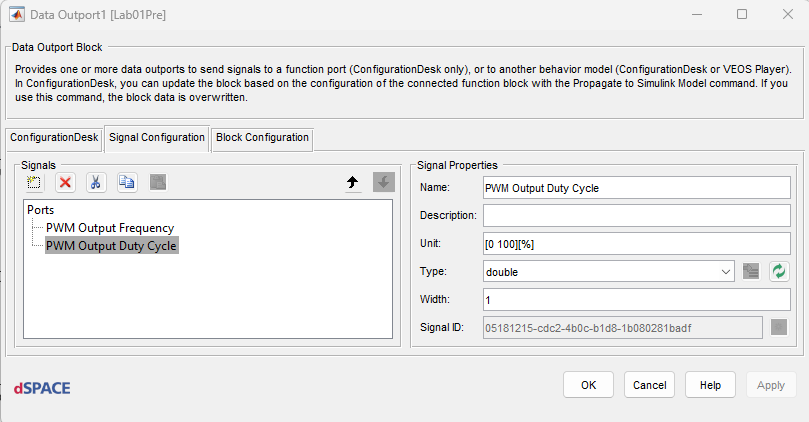 Data Outport1 [Lab01Pre]
Data Outport Block
Provides one or more data outports to send signals to a function port (ConfigurationDesk only), or to another behavior model (ConfigurationDesk or VEOS Player).
In ConfigurationDesk, you can update the block based on the configuration of the connected function block with the Propagate to Simulink Model command. If you
use this command, the block data is overwritten.
ConfigurationDesk Signal Configuration Block Configuration
Signals
Ports
PWM Output Frequency
PWM Output Duty Cycle
Signal Properties
Name: PWM Output Duty Cycle
Description:
Unit: [0 100][%]
Type: double
Width: 1
Signal ID: 05181215-cdc2-4b0c-b1d8-1b080281badf
dSPACE
OK Cancel Help Apply